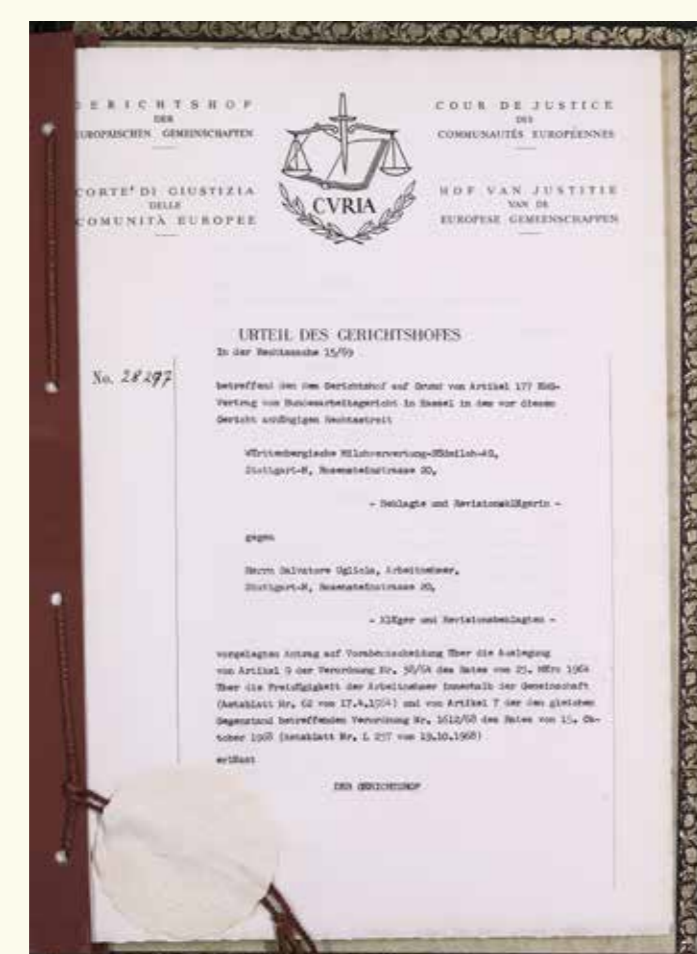 GERICHTSHOF
DER
EUROPÄISCHEN GEMEINSCHAFTEN
COUR DE JUSTICE
DES
COMMUNAUTÉS EUROPÉENNES
CORTE DI GIUSTIZIA
DELLE
COMUNITÀ EUROPEE
HOF VAN JUSTITIE
VAN DE
EUROPESE GEMEENSCHAPPEN
CVRIA
URTEIL DES GERICHTSHOFES
In der Rechtssache 15/69
No. 28297
betreffend den dem Gerichtshof auf Grund von Artikel 177 EWG-
Vertrag vom Bundesarbeitsgericht in Kassel in dem vor diesem
Gericht anhängigen Rechtsstreit
Württembergische Milchverwertung-Südmilch-AG,
Stuttgart-N, Rosensteinstrasse 20,
- Beklagte und Revisionsklägerin -
gegen
Herrn Salvatore Ugliola, Arbeitnehmer,
Stuttgart-N, Rosensteinstrasse 20,
- Kläger und Revisionsbeklagten -
vorgelegten Antrag auf Vorabentscheidung über die Auslegung
von Artikel 9 der Verordnung Nr. 38/64 des Rates vom 25. März 1964
über die Freizügigkeit der Arbeitnehmer innerhalb der Gemeinschaft
(Amtsblatt Nr. 62 vom 17.4.1964) und von Artikel 7 der den gleichen
Gegenstand betreffenden Verordnung Nr. 1612/68 des Rates vom 15. Ok-
tober 1968 (Amtsblatt Nr. L 257 vom 19.10.1968)
erlässt
DER GERICHTSHOF